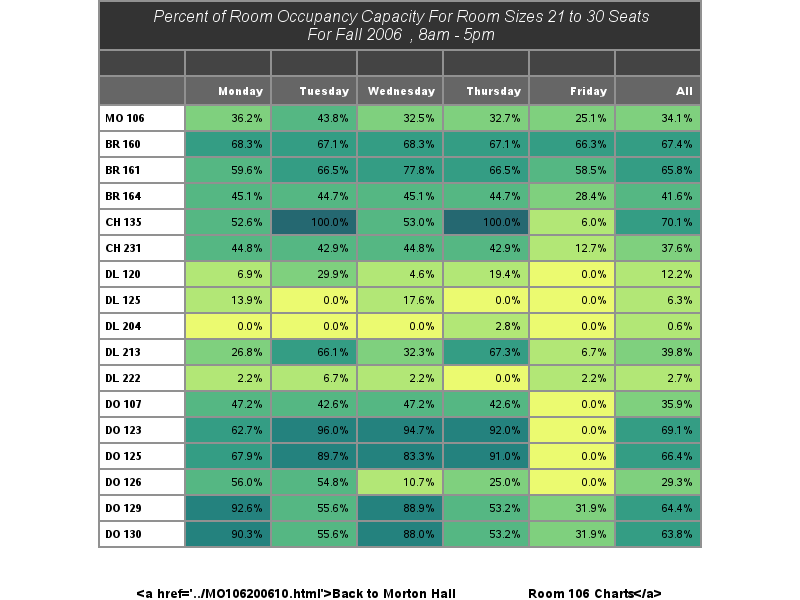 Percent of Room Occupancy Capacity For Room Sizes 21 to 30 Seats
For Fall 2006 , 8am - 5pm
Monday Tuesday Wednesday Thursday Friday All
MO 106 36.2% 43.8% 32.5% 32.7% 25.1% 34.1%
BR 160 68.3% 67.1% 68.3% 67.1% 66.3% 67.4%
BR 161 59.6% 66.5% 77.8% 66.5% 58.5% 65.8%
BR 164 45.1% 44.7% 45.1% 44.7% 28.4% 41.6%
CH 135 52.6% 100.0% 53.0% 100.0% 6.0% 70.1%
CH 231 44.8% 42.9% 44.8% 42.9% 12.7% 37.6%
DL 120 6.9% 29.9% 4.6% 19.4% 0.0% 12.2%
DL 125 13.9% 0.0% 17.6% 0.0% 0.0% 6.3%
DL 204 0.0% 0.0% 0.0% 2.8% 0.0% 0.6%
DL 213 26.8% 66.1% 32.3% 67.3% 6.7% 39.8%
DL 222 2.2% 6.7% 2.2% 0.0% 2.2% 2.7%
DO 107 47.2% 42.6% 47.2% 42.6% 0.0% 35.9%
DO 123 62.7% 96.0% 94.7% 92.0% 0.0% 69.1%
DO 125 67.9% 89.7% 83.3% 91.0% 0.0% 66.4%
DO 126 56.0% 54.8% 10.7% 25.0% 0.0% 29.3%
DO 129 92.6% 55.6% 88.9% 53.2% 31.9% 64.4%
DO 130 90.3% 55.6% 88.0% 53.2% 31.9% 63.8%
<a href='../MO106200610.html'>Back to Morton Hall Room 106 Charts</a>